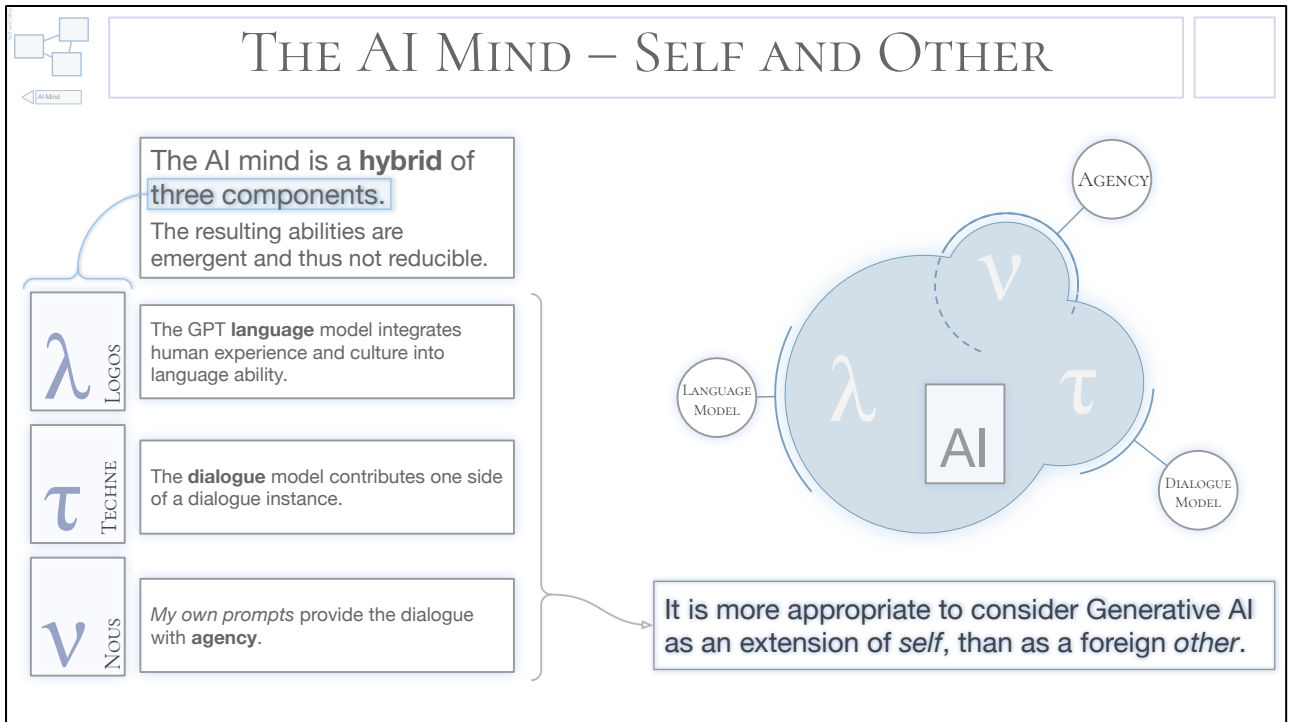 THE AI MIND – SELF AND OTHER
AI Mind
The AI mind is a hybrid of
three components.
The resulting abilities are
emergent and thus not reducible.
λ
LOGOS
The GPT language model integrates
human experience and culture into
language ability.
τ
TECHNE
The dialogue model contributes one side
of a dialogue instance.
ν
NOUS
My own prompts provide the dialogue
with agency.
AGENCY
ν
LANGUAGE
MODEL
λ
τ
AI
DIALOGUE
MODEL
It is more appropriate to consider Generative AI
as an extension of self, than as a foreign other.